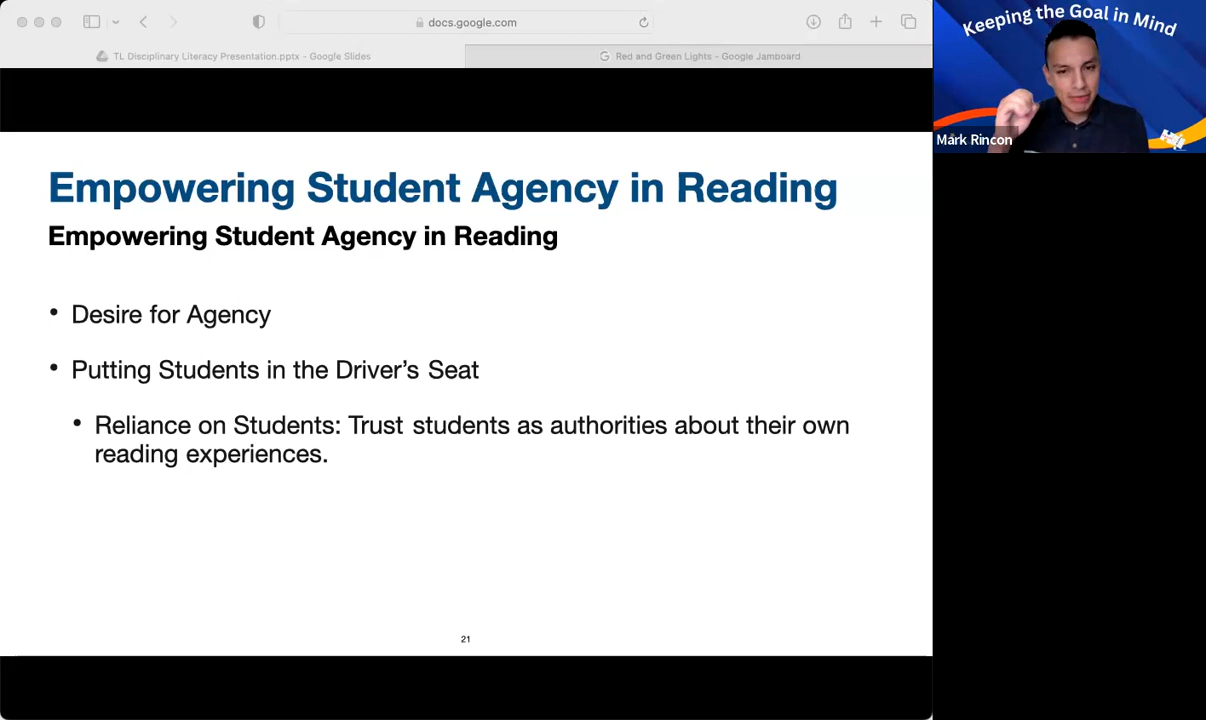 docs.google.com
TL Disciplinary Literacy Presentation.pptx - Google Slides
Red and Green Lights - Google Jamboard
Keeping the Goal in Mind
Mark Rincon
Empowering Student Agency in Reading
Empowering Student Agency in Reading
• Desire for Agency
• Putting Students in the Driver’s Seat
• Reliance on Students: Trust students as authorities about their own
reading experiences.
21